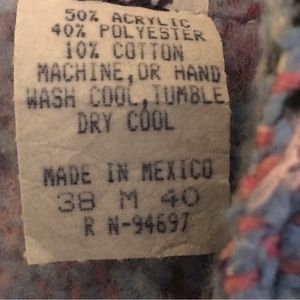 50% ACRYLIC
40% POLYESTER
10% COTTON
MACHINE, OR HAND
WASH COOL, TUMBLE
DRY COOL
MADE IN MEXICO
38 M 40
R N-94697